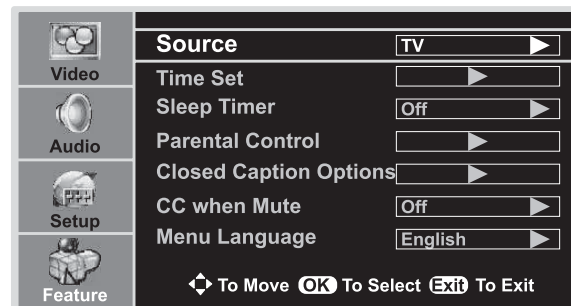 Video
Audio
Setup
Feature
Source TV
Time Set
Sleep Timer Off
Parental Control
Closed Caption Options
CC when Mute Off
Menu Language English
To Move OK To Select Exit To Exit